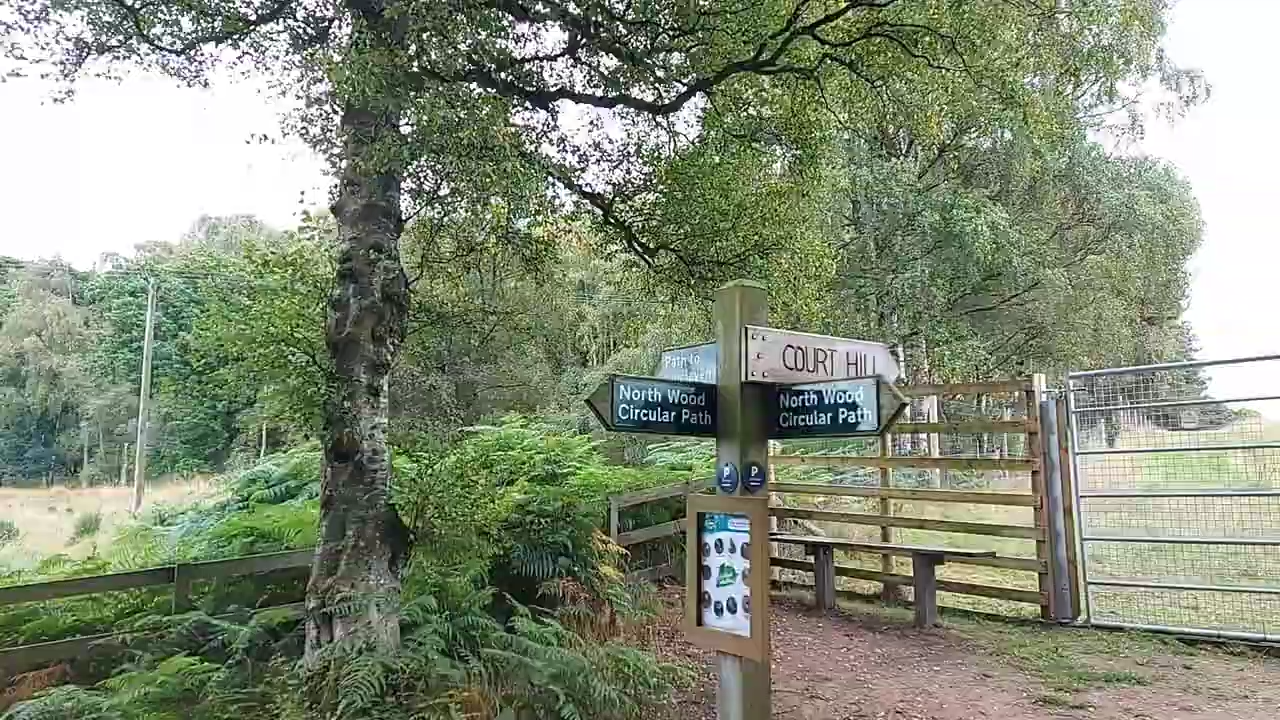 Path to
COURT HILL
North Wood
Circular Path
North Wood
Circular Path
P
P